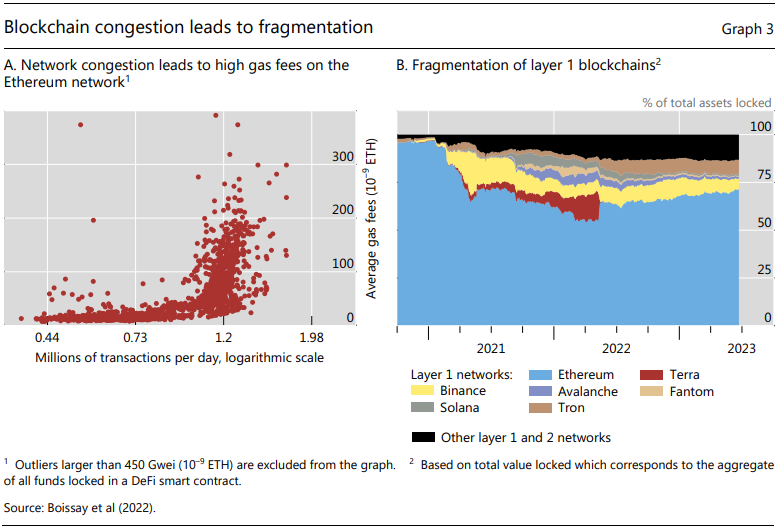 Blockchain congestion leads to fragmentation
Graph 3
A. Network congestion leads to high gas fees on the
Ethereum network1
B. Fragmentation of layer 1 blockchains2
% of total assets locked
300
200
100
0
Average gas fees (10–9 ETH)
0.44 0.73 1.2 1.98
Millions of transactions per day, logarithmic scale
100
75
50
25
0
2021 2022 2023
Layer 1 networks:
Binance
Solana
Ethereum
Avalanche
Tron
Terra
Fantom
Other layer 1 and 2 networks
1 Outliers larger than 450 Gwei (10–9 ETH) are excluded from the graph. 2 Based on total value locked which corresponds to the aggregate
of all funds locked in a DeFi smart contract.
Source: Boissay et al (2022).